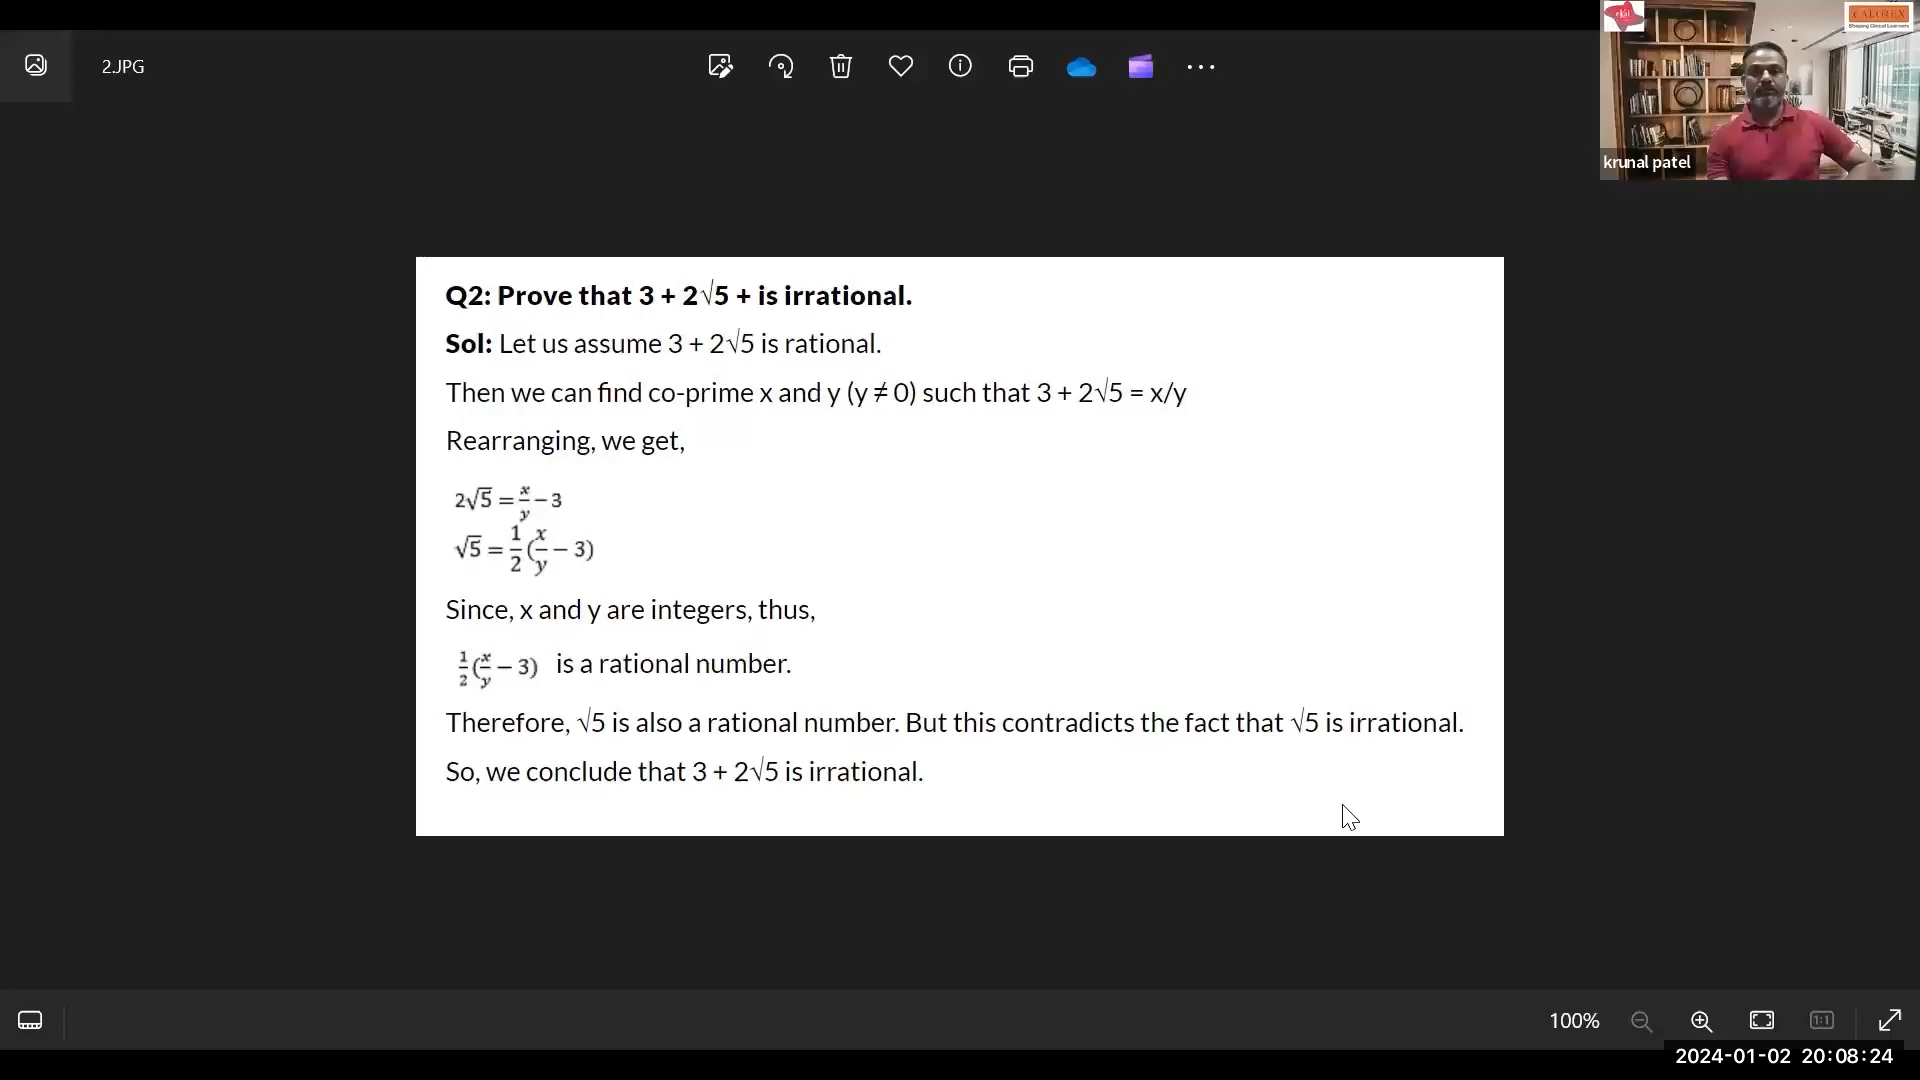 2.JPG
CALOREX
krunal patel
Q2: Prove that 3 + 2√5 + is irrational.
Sol: Let us assume 3 + 2√5 is rational.
Then we can find co-prime x and y (y ≠ 0) such that 3 + 2√5 = x/y
Rearranging, we get,
2√5 = x/y − 3
√5 = 1/2 (x/y − 3)
Since, x and y are integers, thus,
1/2 (x/y − 3) is a rational number.
Therefore, √5 is also a rational number. But this contradicts the fact that √5 is irrational.
So, we conclude that 3 + 2√5 is irrational.
100%
1:1
2024-01-02 20:08:24